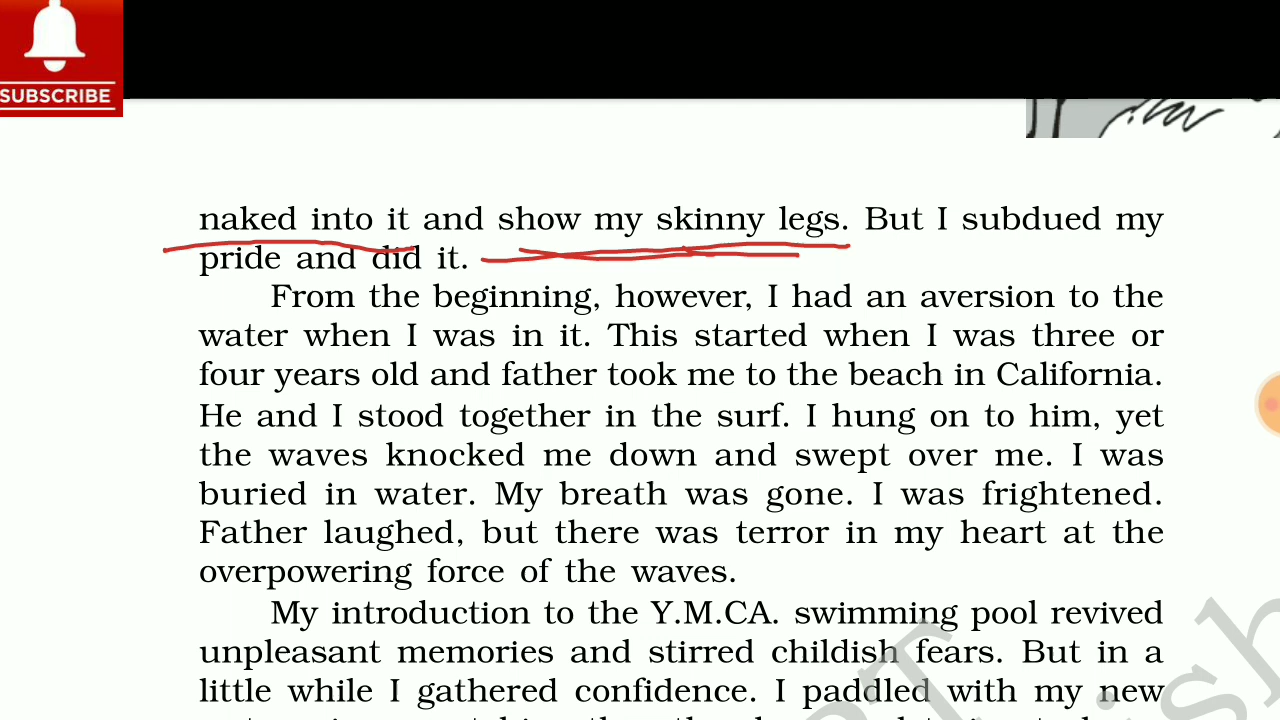 SUBSCRIBE
naked into it and show my skinny legs. But I subdued my
pride and did it.
From the beginning, however, I had an aversion to the
water when I was in it. This started when I was three or
four years old and father took me to the beach in California.
He and I stood together in the surf. I hung on to him, yet
the waves knocked me down and swept over me. I was
buried in water. My breath was gone. I was frightened.
Father laughed, but there was terror in my heart at the
overpowering force of the waves.
My introduction to the Y.M.CA. swimming pool revived
unpleasant memories and stirred childish fears. But in a
little while I gathered confidence. I paddled with my new